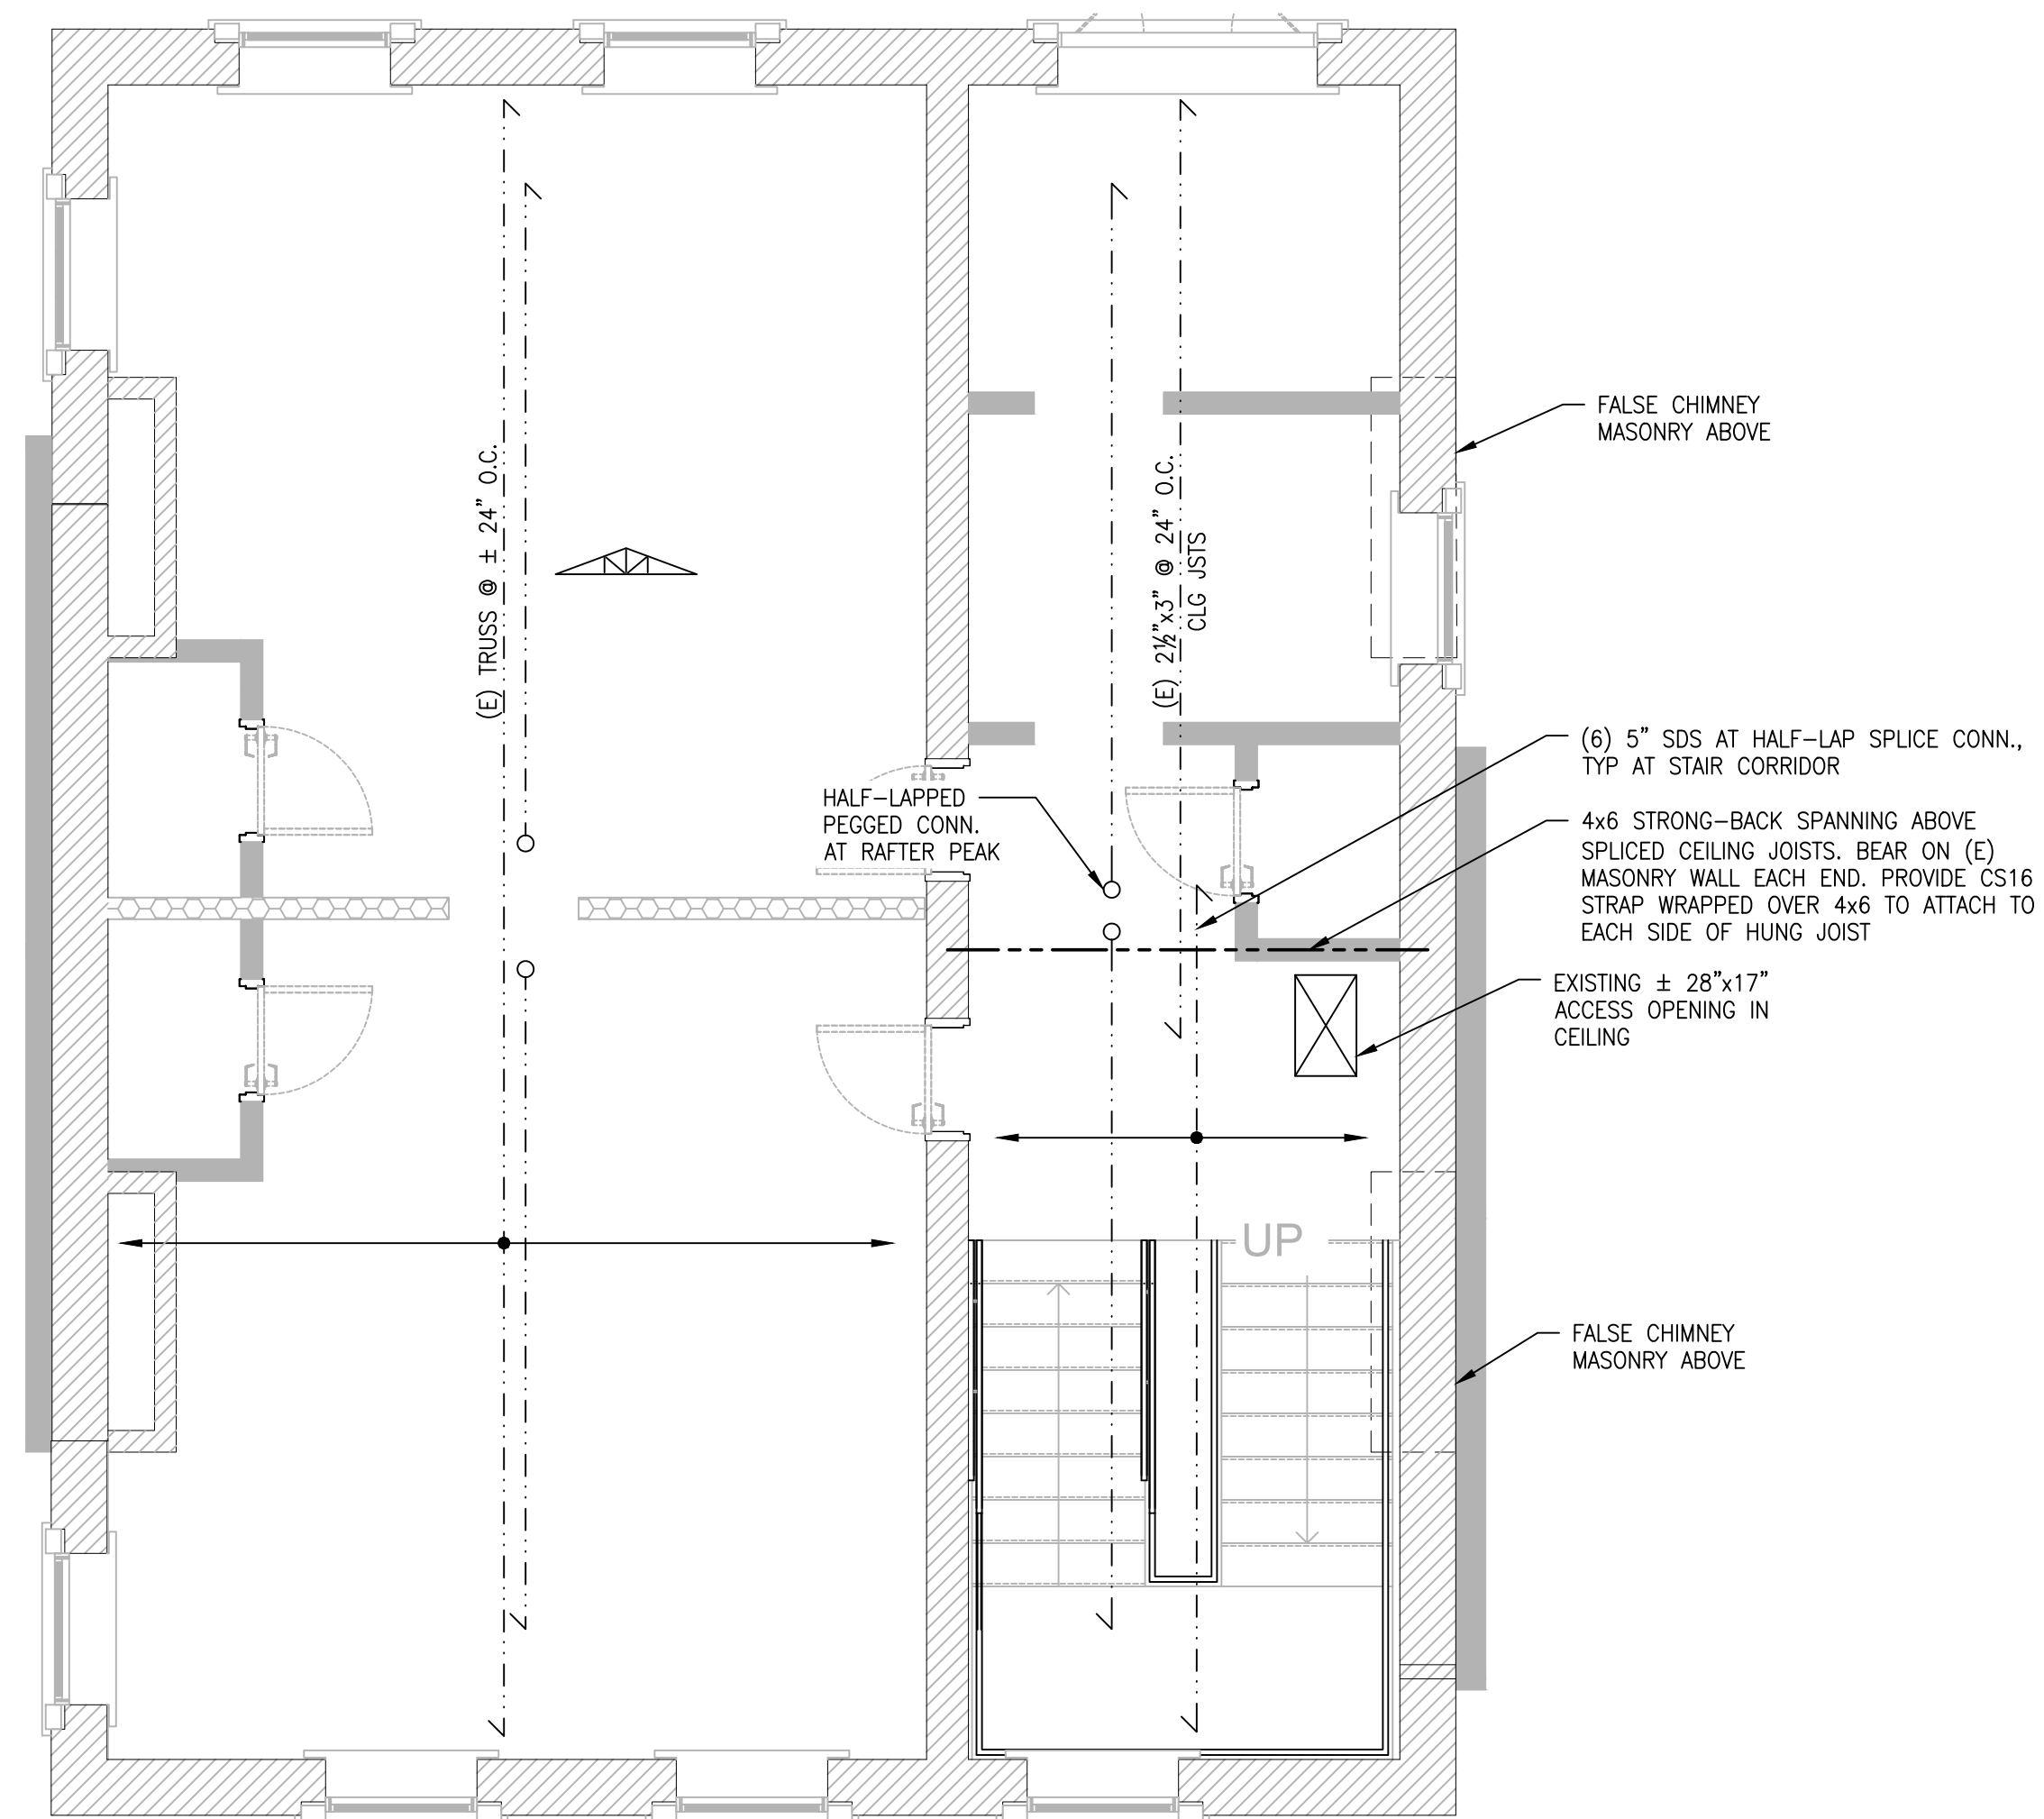 FALSE CHIMNEY
MASONRY ABOVE
(E) TRUSS @ ± 24" O.C.
(E) 2½"x3" @ 24" O.C.
CLG JSTS
(6) 5" SDS AT HALF-LAP SPLICE CONN.,
TYP AT STAIR CORRIDOR
HALF-LAPPED
PEGGED CONN.
AT RAFTER PEAK
4x6 STRONG-BACK SPANNING ABOVE
SPLICED CEILING JOISTS. BEAR ON (E)
MASONRY WALL EACH END. PROVIDE CS16
STRAP WRAPPED OVER 4x6 TO ATTACH TO
EACH SIDE OF HUNG JOIST
EXISTING ± 28"x17"
ACCESS OPENING IN
CEILING
UP
FALSE CHIMNEY
MASONRY ABOVE